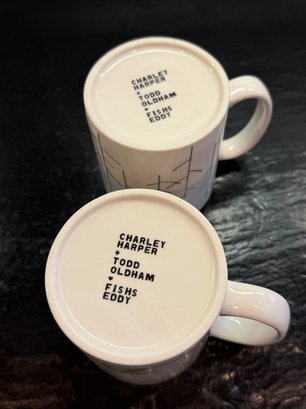 CHARLEY
HARPER
+
TODD
OLDHAM
♥
FISHS
EDDY
CHARLEY
HARPER
+
TODD
OLDHAM
♥
FISHS
EDDY